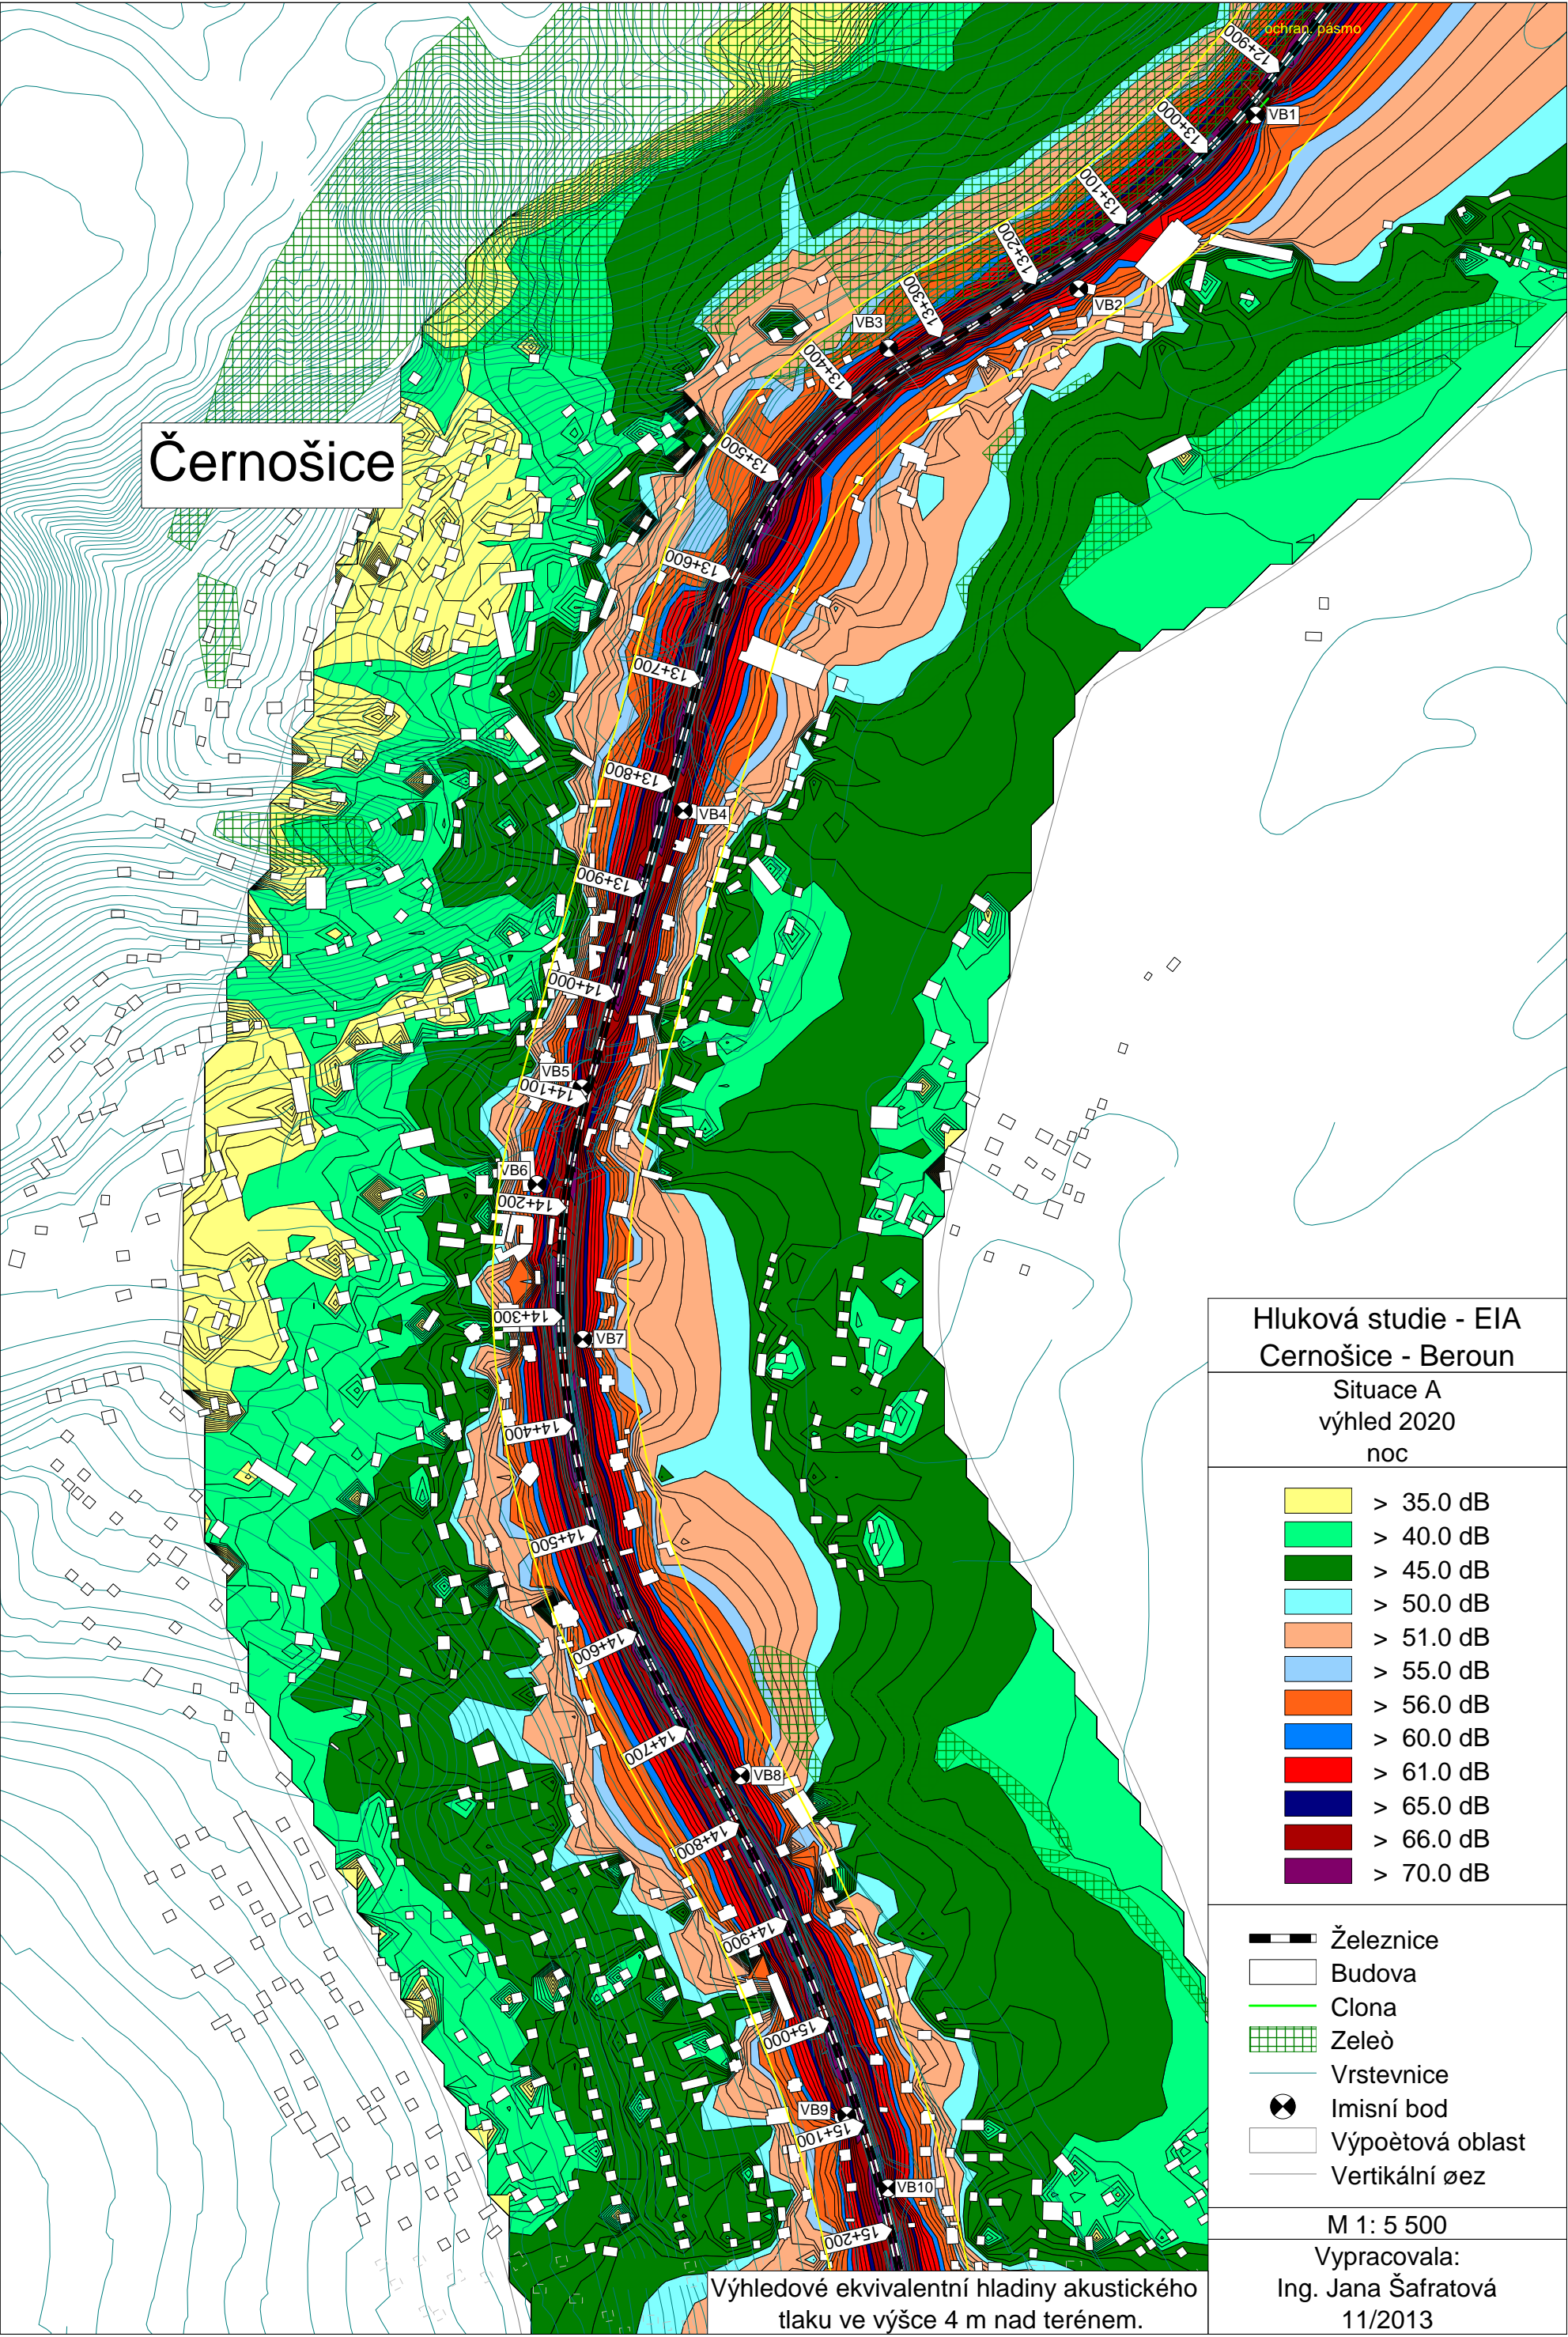 ochran. pásmo
12+900
VB1
13+000
13+100
13+200
VB2
13+300
VB3
13+400
Černošice
13+500
13+600
13+700
13+800
VB4
13+900
14+000
VB5
14+100
VB6
14+200
14+300
VB7
14+400
14+500
14+600
14+700
VB8
14+800
14+900
15+000
VB9
15+100
VB10
15+200
Hluková studie - EIA
Cernošice - Beroun
Situace A
výhled 2020
noc
> 35.0 dB
> 40.0 dB
> 45.0 dB
> 50.0 dB
> 51.0 dB
> 55.0 dB
> 56.0 dB
> 60.0 dB
> 61.0 dB
> 65.0 dB
> 66.0 dB
> 70.0 dB
Železnice
Budova
Clona
Zeleò
Vrstevnice
Imisní bod
Výpoètová oblast
Vertikální øez
M 1: 5 500
Vypracovala:
Ing. Jana Šafratová
11/2013
Výhledové ekvivalentní hladiny akustického
tlaku ve výšce 4 m nad terénem.